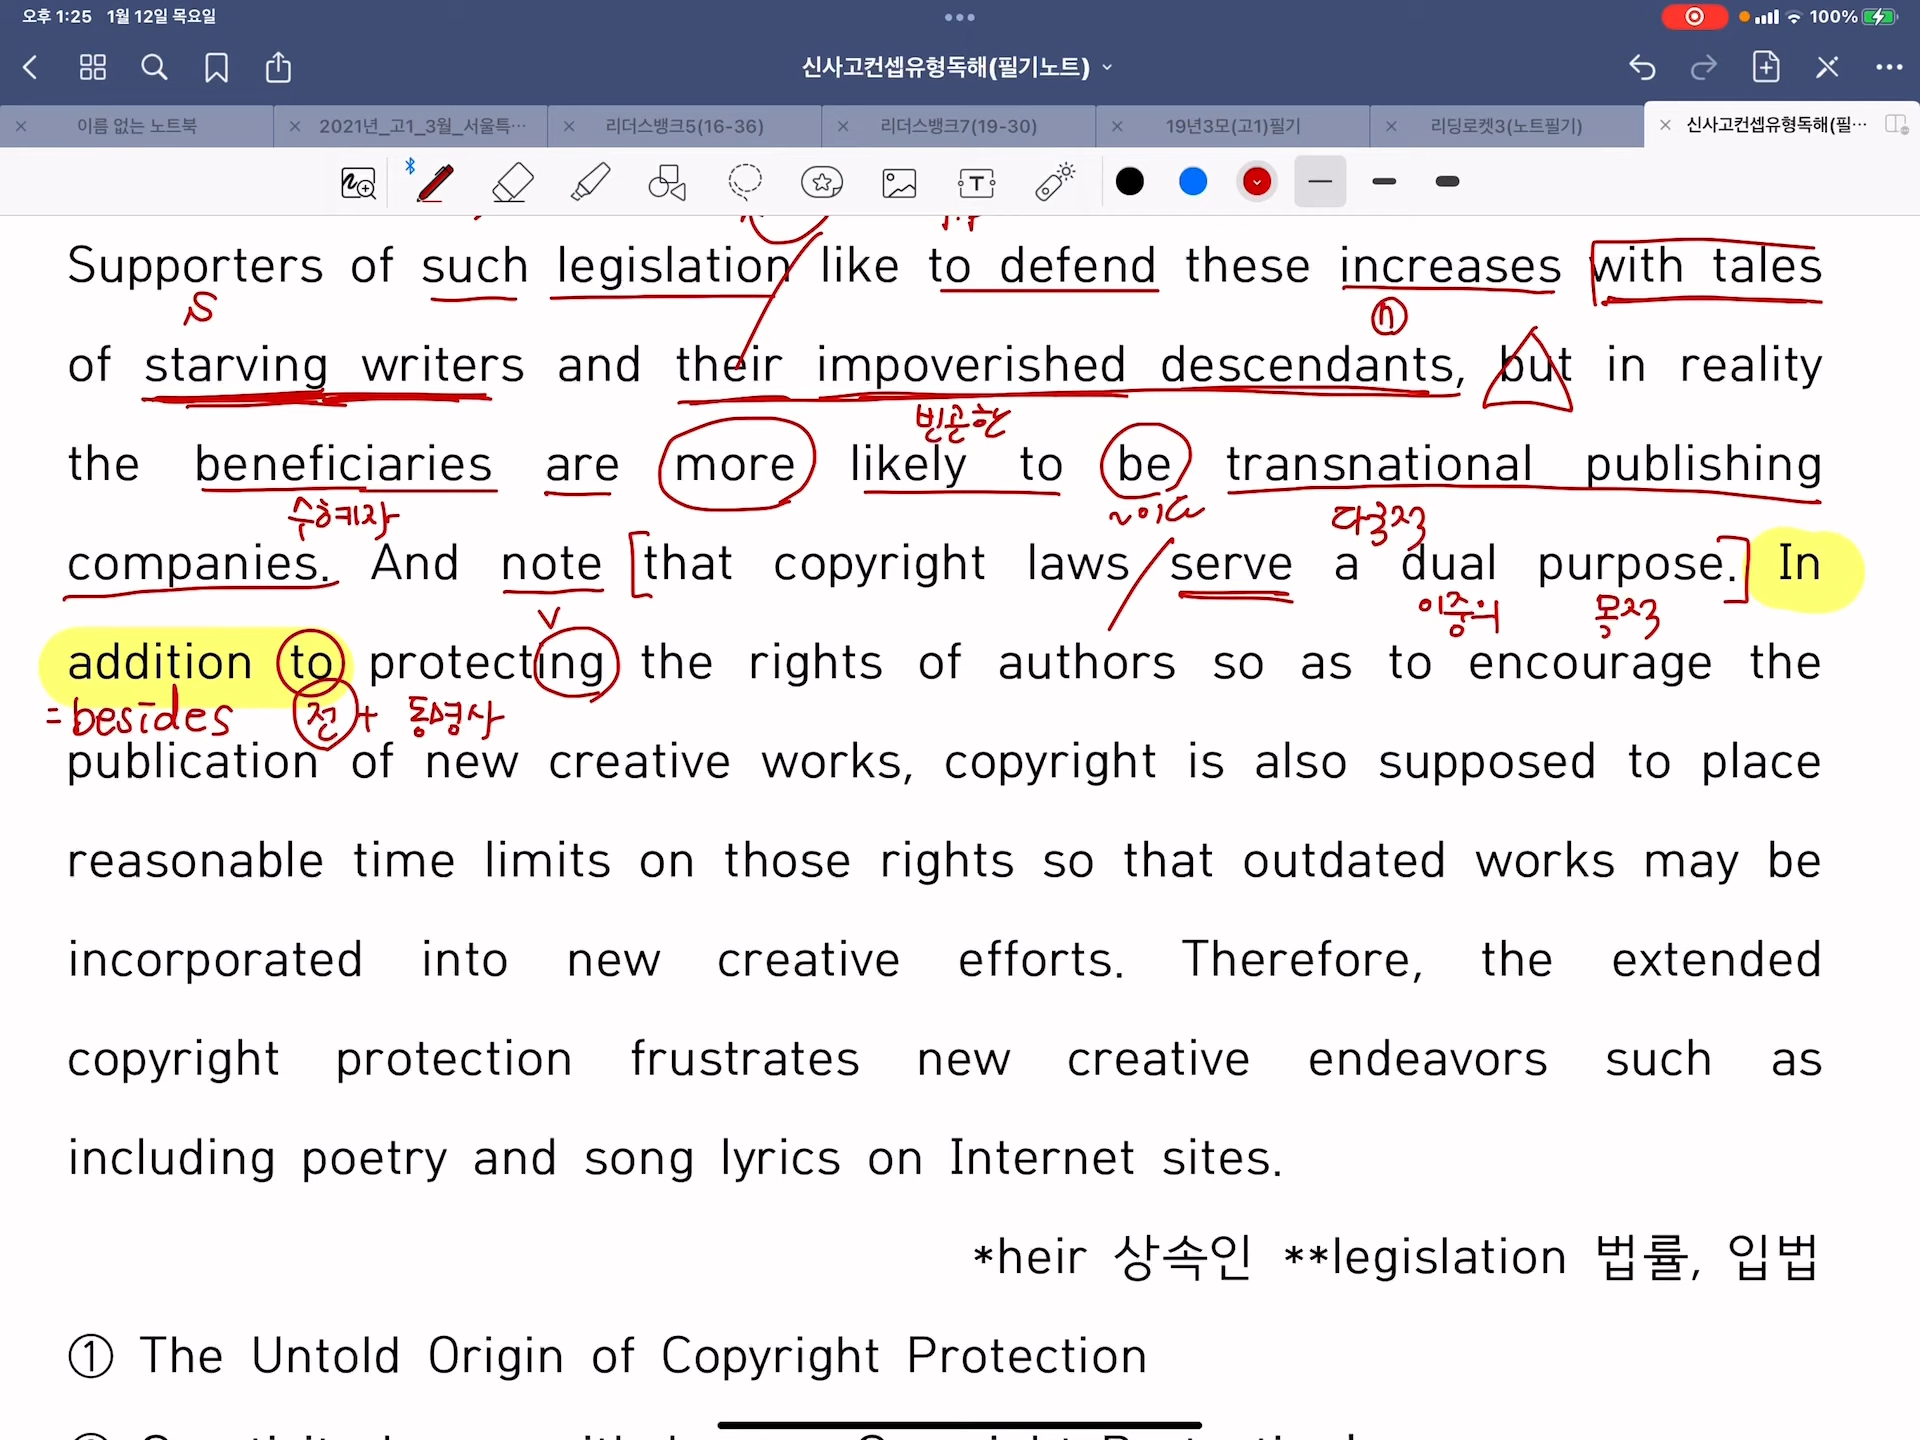 오후 1:25 1월 12일 목요일
100%
신사고컨셉유형독해(필기노트)
이름 없는 노트북
2021년_고1_3월_서울특…
리더스뱅크5(16-36)
리더스뱅크7(19-30)
19년3모(고1)필기
리딩로켓3(노트필기)
신사고컨셉유형독해(필…
Supporters of such legislation like to defend these increases with tales
S
n
of starving writers and their impoverished descendants, but in reality
빈곤한
the beneficiaries are more likely to be transnational publishing
수혜자 ~이다 다국적
companies. And note that copyright laws serve a dual purpose. In
V 이중의 목적
addition to protecting the rights of authors so as to encourage the
=besides 전+ 동명사
publication of new creative works, copyright is also supposed to place
reasonable time limits on those rights so that outdated works may be
incorporated into new creative efforts. Therefore, the extended
copyright protection frustrates new creative endeavors such as
including poetry and song lyrics on Internet sites.
*heir 상속인 **legislation 법률, 입법
① The Untold Origin of Copyright Protection